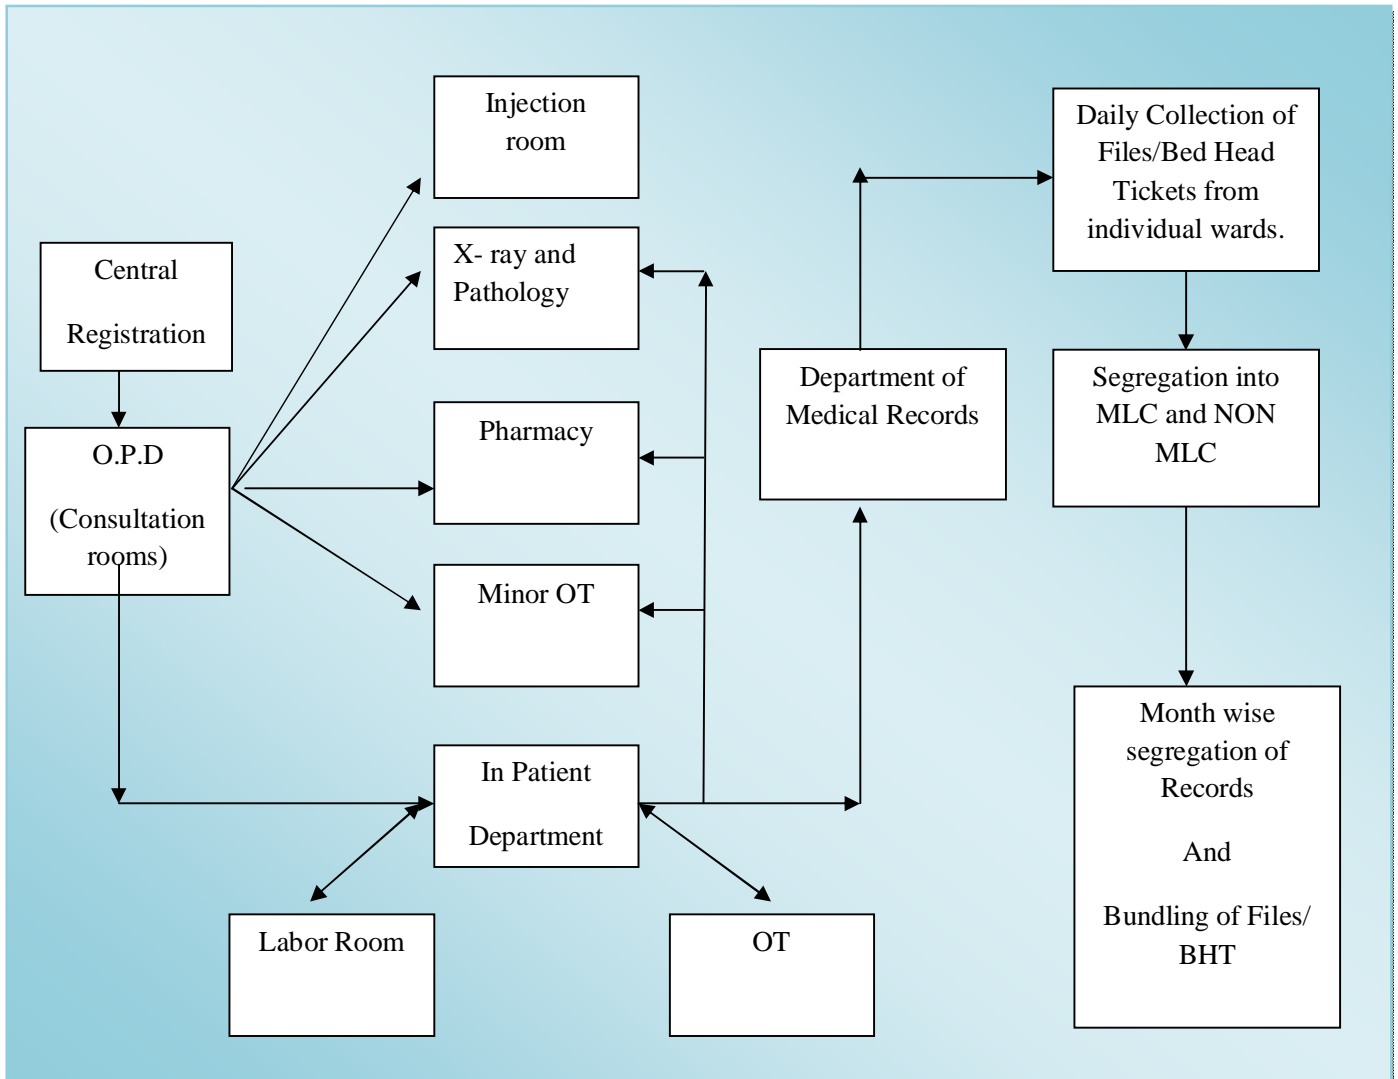 Injection
room
Daily Collection of
Files/Bed Head
Tickets from
individual wards.
Central
Registration
X- ray and
Pathology
O.P.D
(Consultation
rooms)
Pharmacy
Department of
Medical Records
Segregation into
MLC and NON
MLC
Minor OT
In Patient
Department
Month wise
segregation of
Records
And
Bundling of Files/
BHT
Labor Room
OT